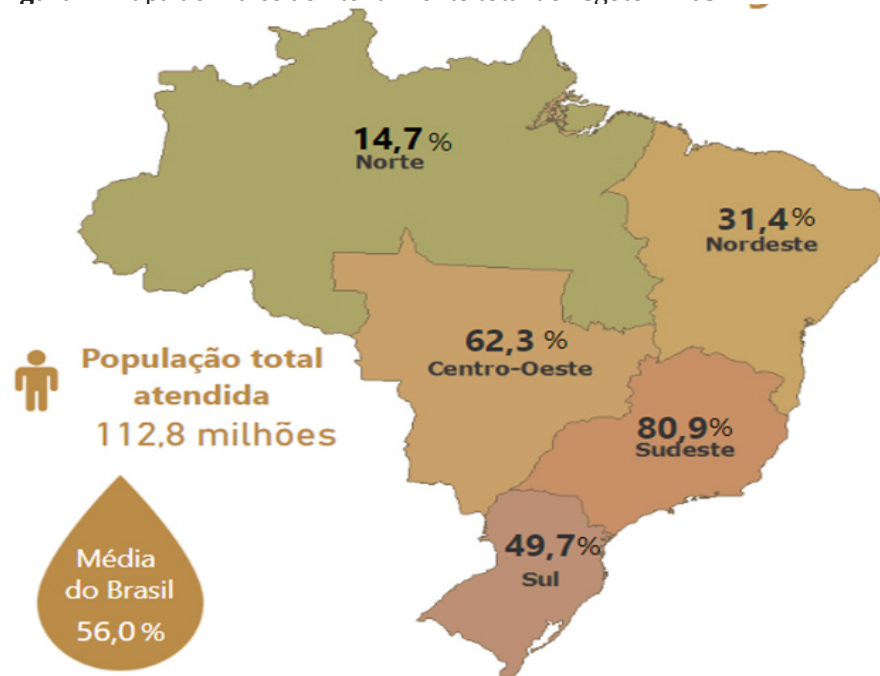 14,7 %
Norte
31,4 %
Nordeste
62,3 %
Centro-Oeste
População total
atendida
112,8 milhões
80,9%
Sudeste
49,7%
Sul
Média
do Brasil
56,0 %